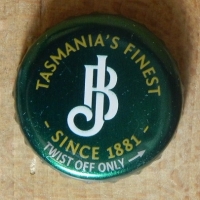 TASMANIA'S FINEST
JB
- SINCE 1881 -
TWIST OFF ONLY →